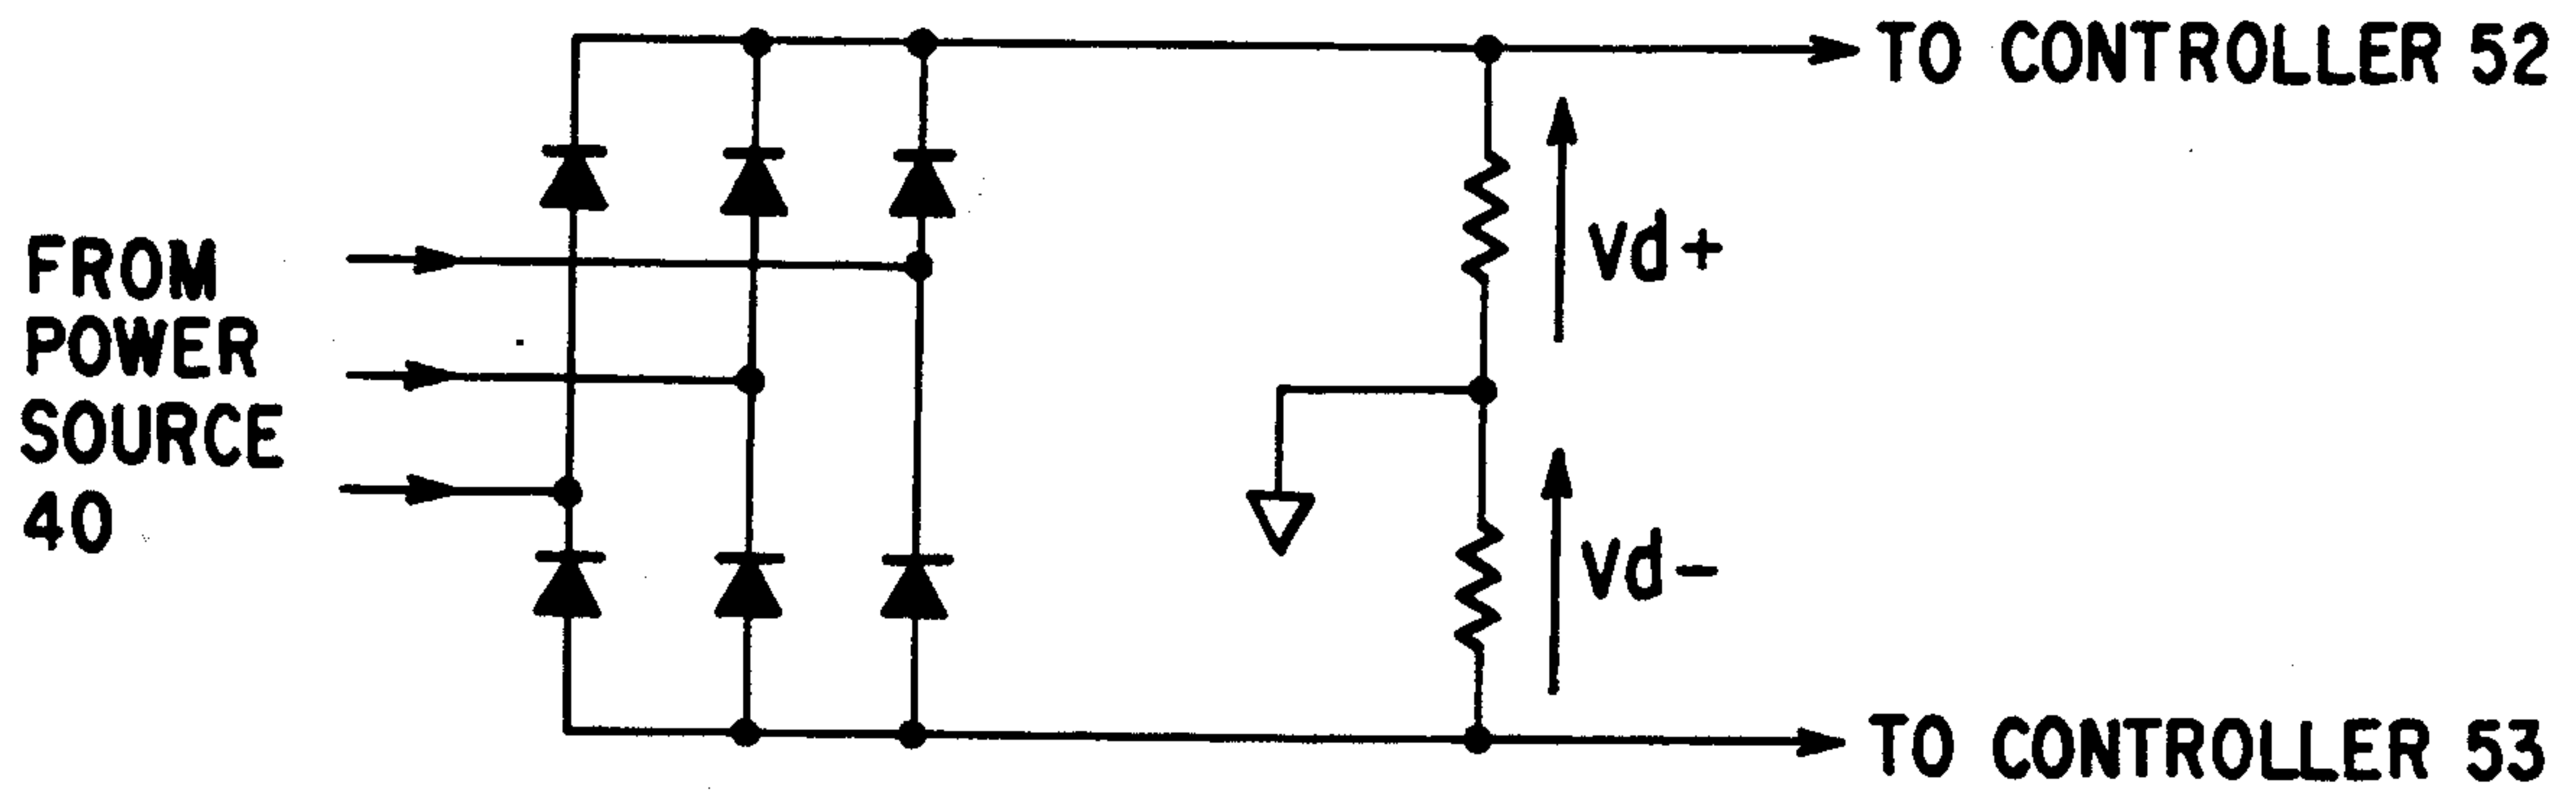 TO CONTROLLER 52
FROM
POWER
SOURCE
40
Vd+
Vd-
TO CONTROLLER 53